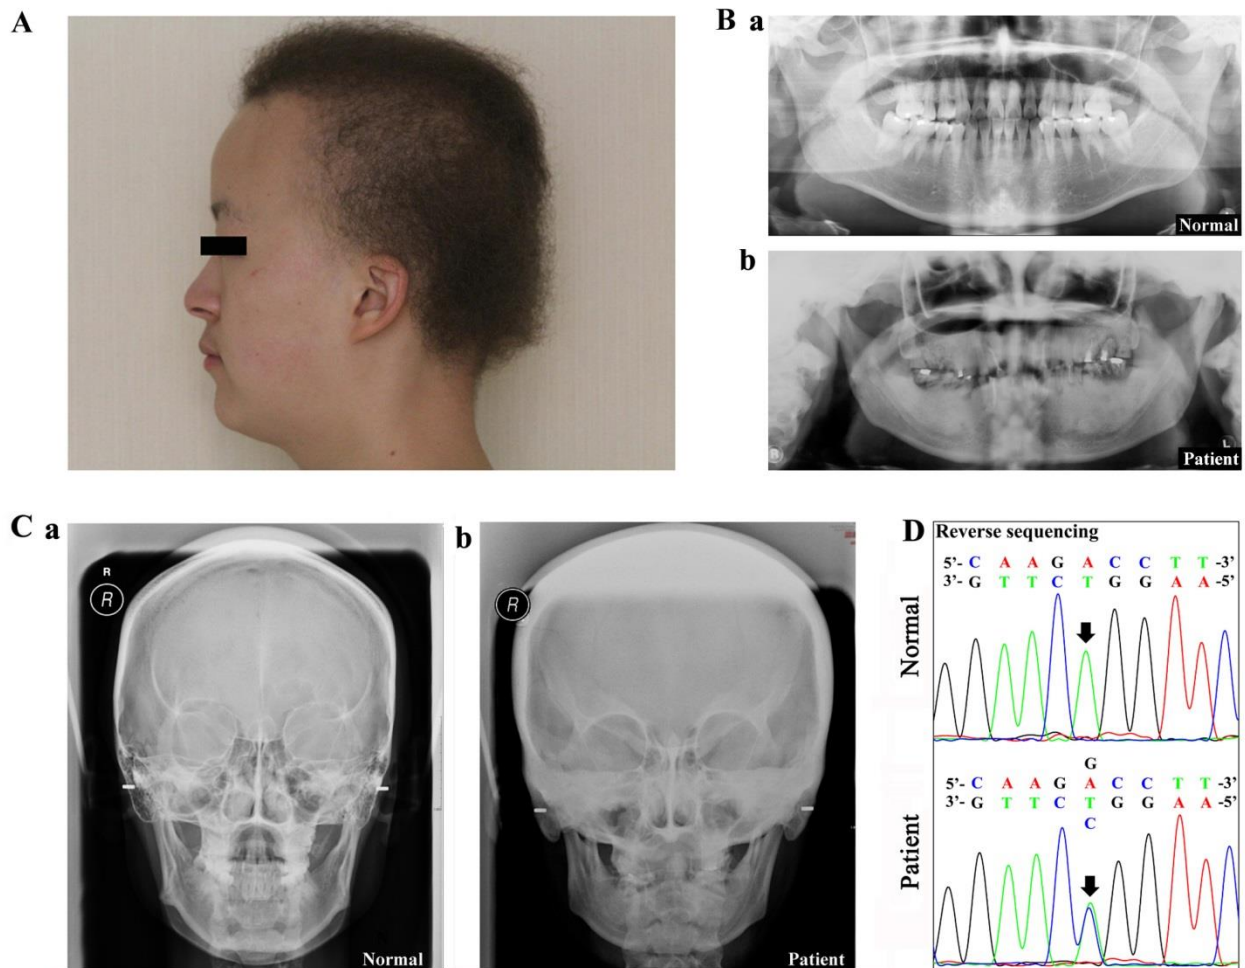 A
B a
Normal
b
R
L
Patient
C a
R
R
Normal
b
R
Patient
D
Reverse sequencing
Normal
5'- C A A G A C C T T -3'
3'- G T T C T G G A A -5'
G
Patient
5'- C A A G A C C T T -3'
3'- G T T C T G G A A -5'
C